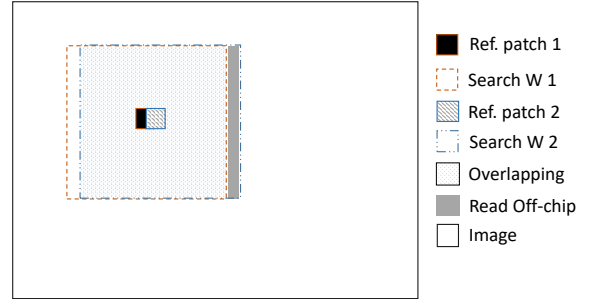 Ref. patch 1
Search W 1
Ref. patch 2
Search W 2
Overlapping
Read Off-chip
Image